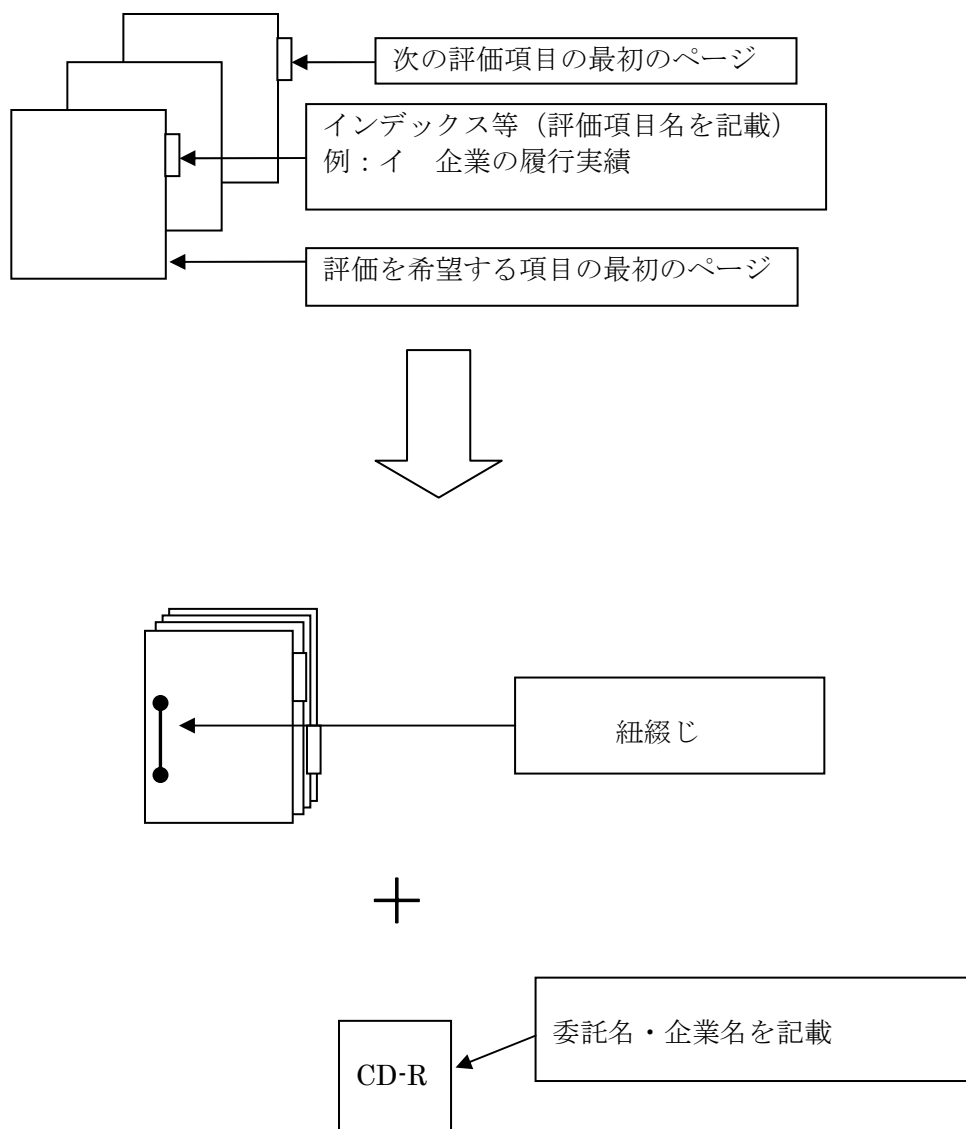 次の評価項目の最初のページ
インデックス等（評価項目名を記載）
例：イ　企業の履行実績
評価を希望する項目の最初のページ
紐綴じ
委託名・企業名を記載
CD-R